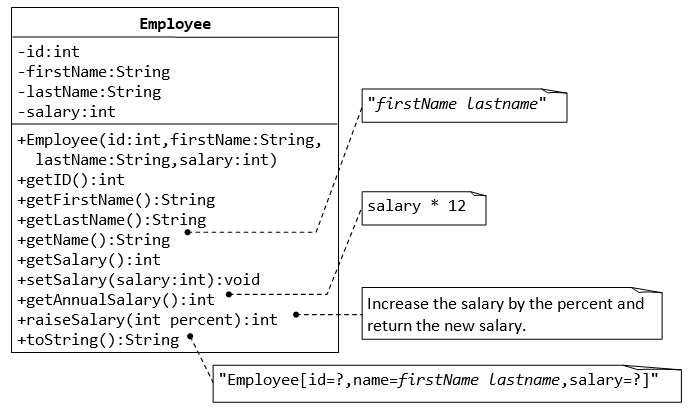 Employee
-id:int
-firstName:String
-lastName:String
-salary:int
+Employee(id:int,firstName:String,
lastName:String,salary:int)
+getID():int
+getFirstName():String
+getLastName():String
+getName():String
+getSalary():int
+setSalary(salary:int):void
+getAnnualSalary():int
+raiseSalary(int percent):int
+toString():String
"firstName lastname"
salary * 12
Increase the salary by the percent and
return the new salary.
"Employee[id=?,name=firstName lastname,salary=?]"